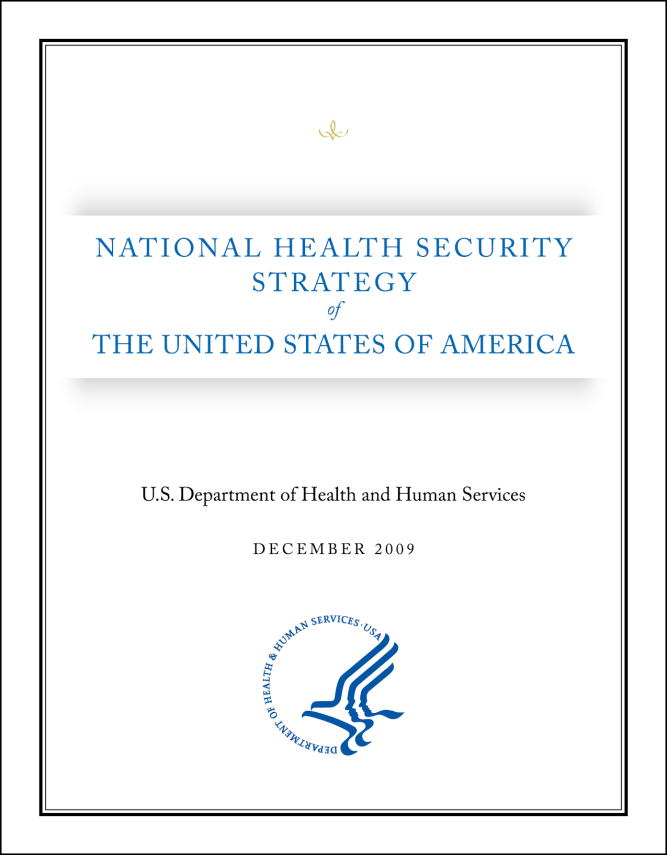 NATIONAL HEALTH SECURITY
STRATEGY
of
THE UNITED STATES OF AMERICA
U.S. Department of Health and Human Services
DECEMBER 2009
DEPARTMENT OF HEALTH & HUMAN SERVICES · USA